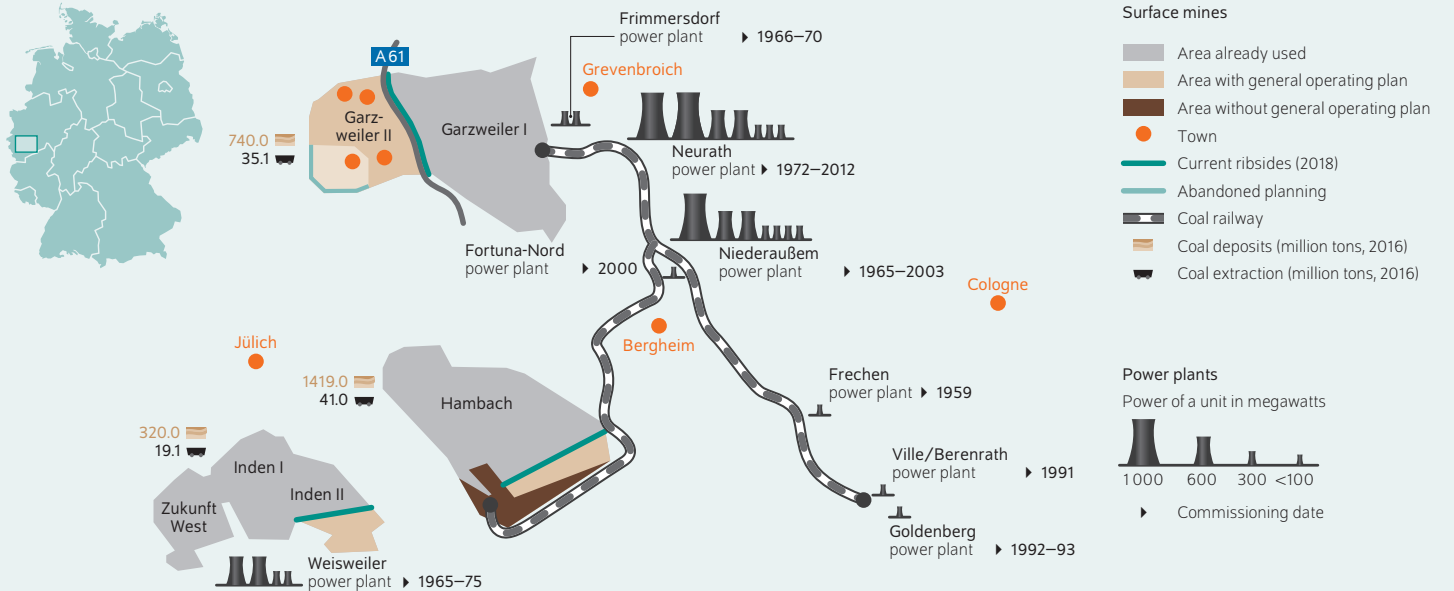 Frimmersdorf
power plant
1966–70
A 61
Grevenbroich
Garz-
weiler II
Garzweiler I
740.0
35.1
Neurath
power plant
1972–2012
Fortuna-Nord
power plant
2000
Niederaußem
power plant
1965–2003
Cologne
Bergheim
Jülich
1419.0
41.0
Hambach
Frechen
power plant
1959
320.0
19.1
Inden I
Inden II
Zukunft
West
Ville/Berenrath
power plant
1991
Goldenberg
power plant
1992–93
Weisweiler
power plant
1965–75
Surface mines
Area already used
Area with general operating plan
Area without general operating plan
Town
Current ribsides (2018)
Abandoned planning
Coal railway
Coal deposits (million tons, 2016)
Coal extraction (million tons, 2016)
Power plants
Power of a unit in megawatts
1000 600 300 <100
Commissioning date